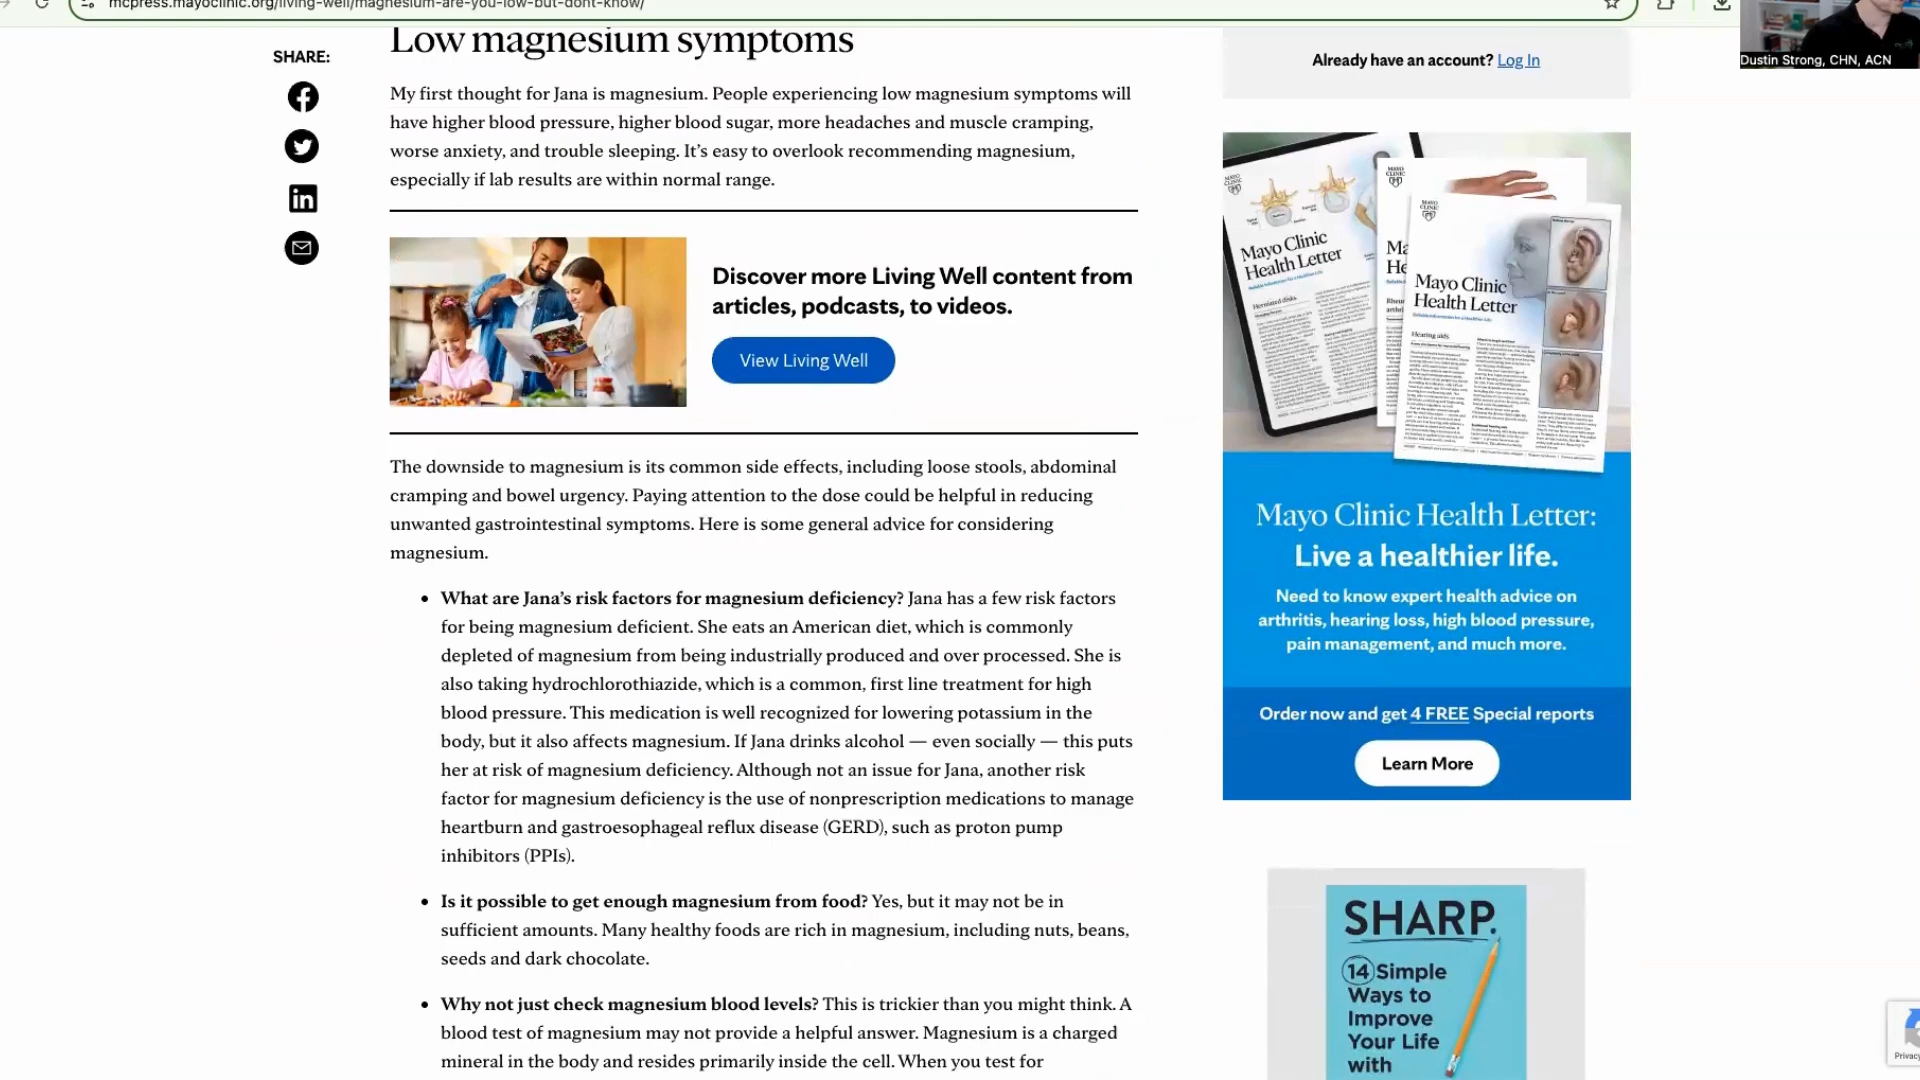 mcpress.mayoclinic.org/living-well/magnesium-are-you-low-but-dont-know/
Dustin Strong, CHN, ACN
SHARE:
Low magnesium symptoms
My first thought for Jana is magnesium. People experiencing low magnesium symptoms will
have higher blood pressure, higher blood sugar, more headaches and muscle cramping,
worse anxiety, and trouble sleeping. It’s easy to overlook recommending magnesium,
especially if lab results are within normal range.
Discover more Living Well content from
articles, podcasts, to videos.
View Living Well
The downside to magnesium is its common side effects, including loose stools, abdominal
cramping and bowel urgency. Paying attention to the dose could be helpful in reducing
unwanted gastrointestinal symptoms. Here is some general advice for considering
magnesium.
• What are Jana’s risk factors for magnesium deficiency? Jana has a few risk factors
for being magnesium deficient. She eats an American diet, which is commonly
depleted of magnesium from being industrially produced and over processed. She is
also taking hydrochlorothiazide, which is a common, first line treatment for high
blood pressure. This medication is well recognized for lowering potassium in the
body, but it also affects magnesium. If Jana drinks alcohol — even socially — this puts
her at risk of magnesium deficiency. Although not an issue for Jana, another risk
factor for magnesium deficiency is the use of nonprescription medications to manage
heartburn and gastroesophageal reflux disease (GERD), such as proton pump
inhibitors (PPIs).
• Is it possible to get enough magnesium from food? Yes, but it may not be in
sufficient amounts. Many healthy foods are rich in magnesium, including nuts, beans,
seeds and dark chocolate.
• Why not just check magnesium blood levels? This is trickier than you might think. A
blood test of magnesium may not provide a helpful answer. Magnesium is a charged
mineral in the body and resides primarily inside the cell. When you test for
Already have an account? Log In
MAYO
CLINIC
Mayo Clinic
Health Letter
Mayo Clinic
Health Letter
Hearing aids
Mayo Clinic Health Letter:
Live a healthier life.
Need to know expert health advice on
arthritis, hearing loss, high blood pressure,
pain management, and much more.
Order now and get 4 FREE Special reports
Learn More
SHARP.
14 Simple
Ways to
Improve
Your Life
with
Privacy